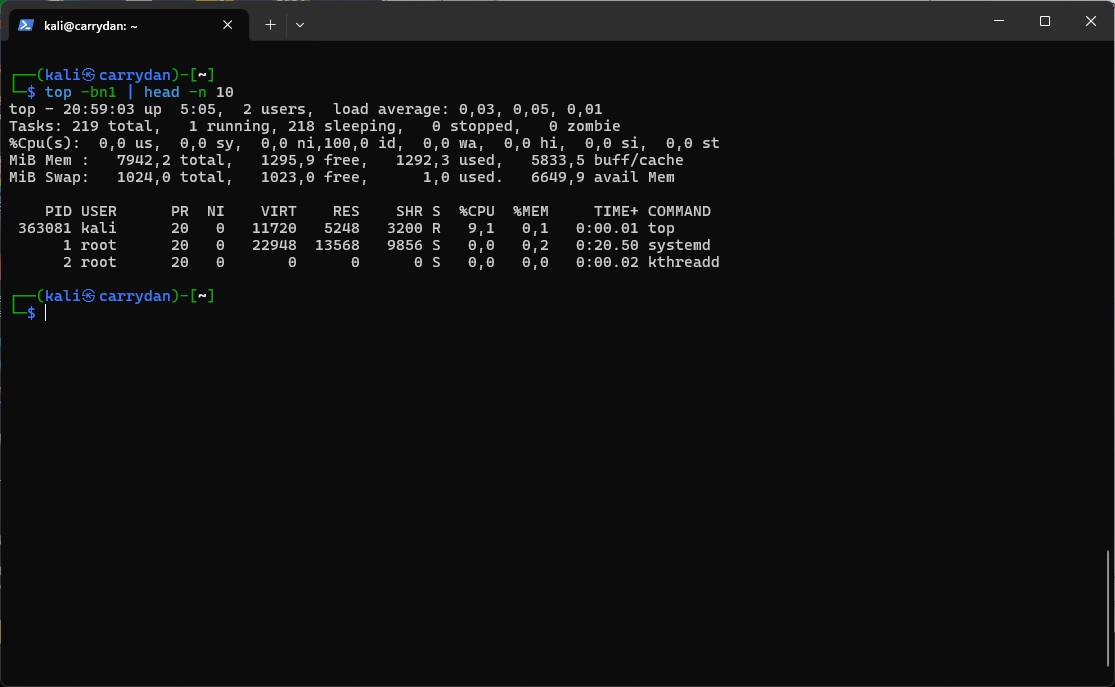 kali@carrydan: ~
┌──(kali㉿carrydan)-[~]
└─$ top -bn1 | head -n 10
top - 20:59:03 up  5:05,  2 users,  load average: 0,03, 0,05, 0,01
Tasks: 219 total,   1 running, 218 sleeping,   0 stopped,   0 zombie
%Cpu(s):  0,0 us,  0,0 sy,  0,0 ni,100,0 id,  0,0 wa,  0,0 hi,  0,0 si,  0,0 st
MiB Mem :   7942,2 total,   1295,9 free,   1292,3 used,   5833,5 buff/cache
MiB Swap:   1024,0 total,   1023,0 free,      1,0 used.   6649,9 avail Mem
    PID USER      PR  NI    VIRT    RES    SHR S  %CPU  %MEM     TIME+ COMMAND
 363081 kali      20   0   11720   5248   3200 R   9,1   0,1   0:00.01 top
      1 root      20   0   22948  13568   9856 S   0,0   0,2   0:20.50 systemd
      2 root      20   0       0      0      0 S   0,0   0,0   0:00.02 kthreadd
┌──(kali㉿carrydan)-[~]
└─$